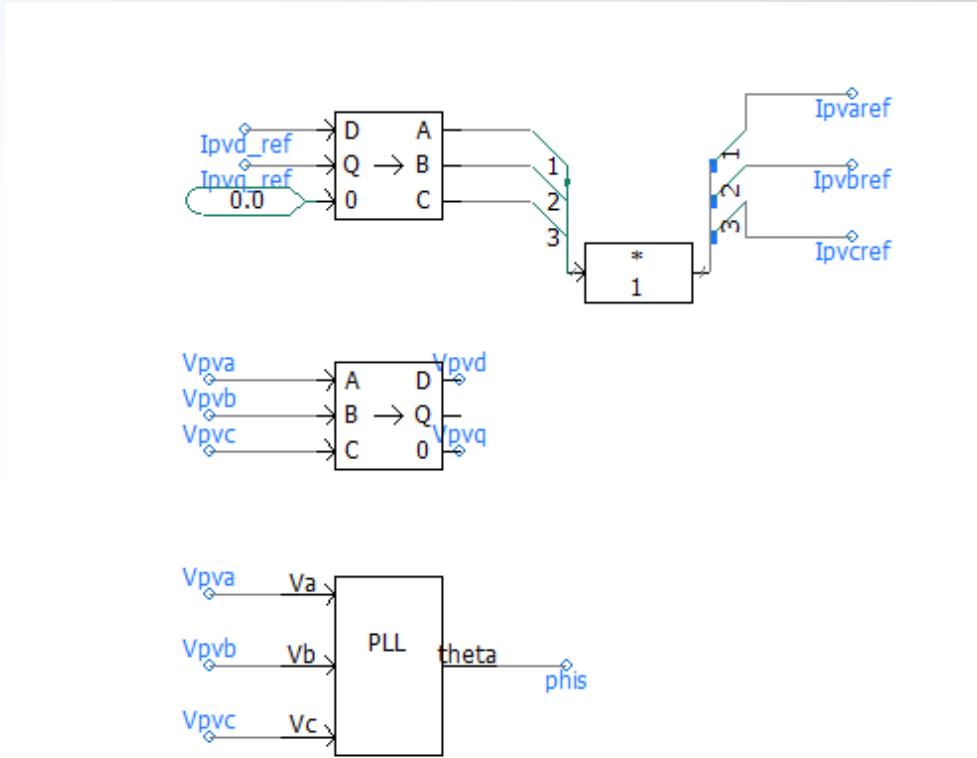 Ipvd_ref
Ipvq_ref
0.0
D A
Q → B
0 C
1
2
3
*
1
1
2
3
Ipvaref
Ipvbref
Ipvcref
Vpva
Vpvb
Vpvc
A D
B → Q
C 0
Vpvd
Vpvq
Vpva
Vpvb
Vpvc
Va
Vb
Vc
PLL
theta
phis